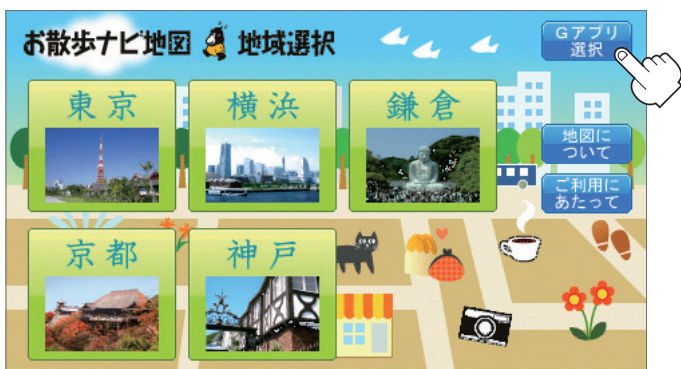 お散歩ナビ地図 地域選択
Gアプリ
選択
東京
横浜
鎌倉
地図に
ついて
ご利用に
あたって
京都
神戸